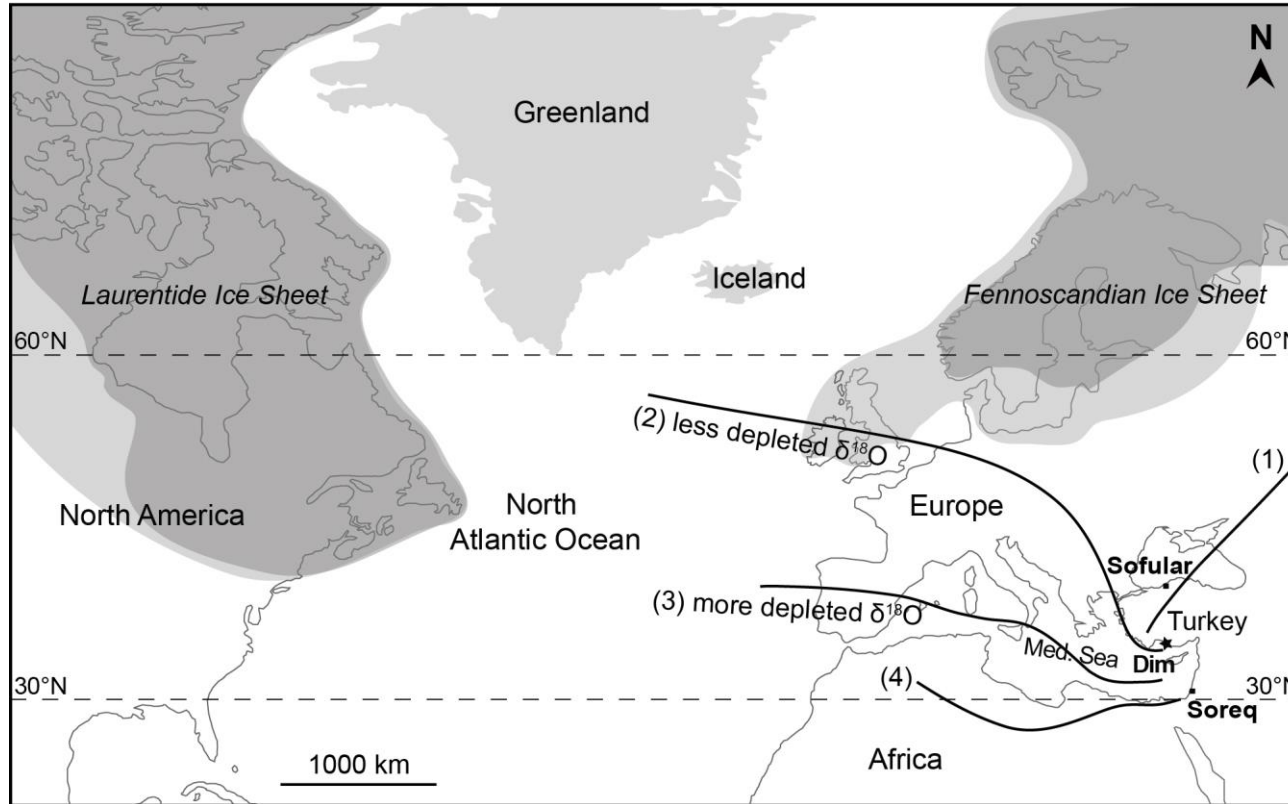 N
Greenland
Iceland
Laurentide Ice Sheet
Fennoscandian Ice Sheet
60°N
60°N
(2) less depleted δ¹⁸O
(1)
North America
North
Atlantic Ocean
Europe
Sofular
(3) more depleted δ¹⁸O
Turkey
Med. Sea
Dim
(4)
30°N
30°N
Soreq
1000 km
Africa